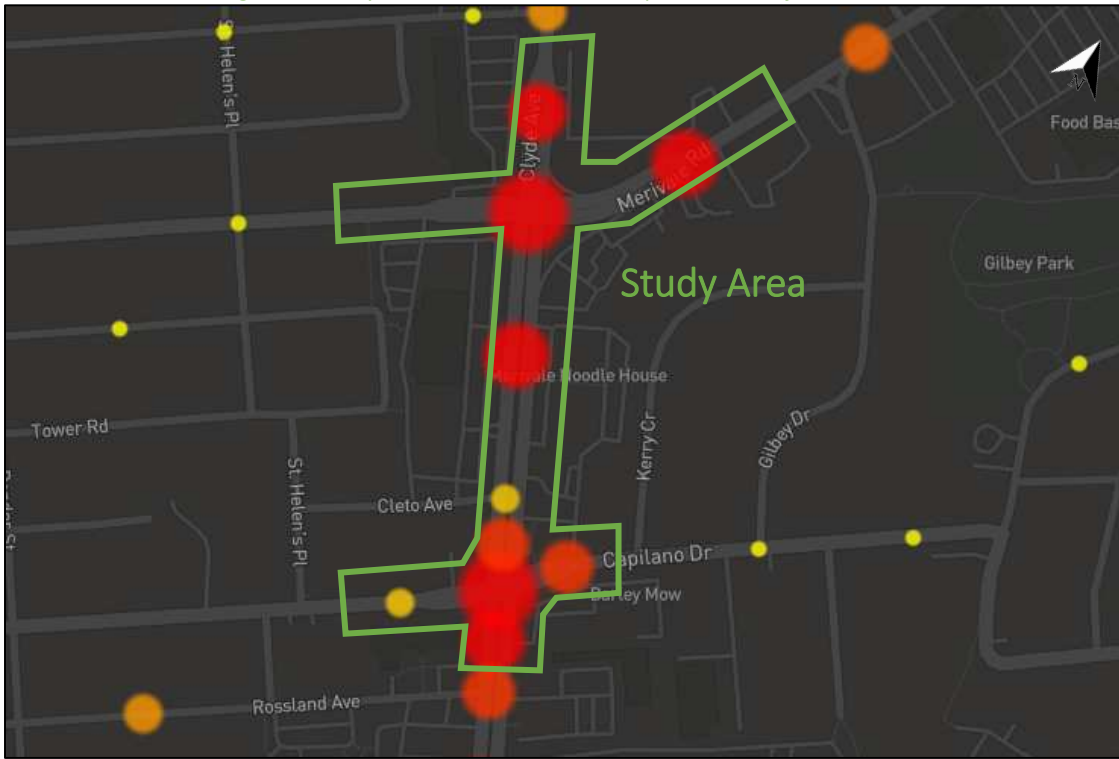 St. Helen's Pl
Clyde Ave
Food Bas
Merivale Rd
Gilbey Park
Study Area
Merivale Noodle House
Tower Rd
Kerry Cr
Gilbey Dr
St. Helen's Pl
Cleto Ave
Capilano Dr
Barley Mow
Rossland Ave